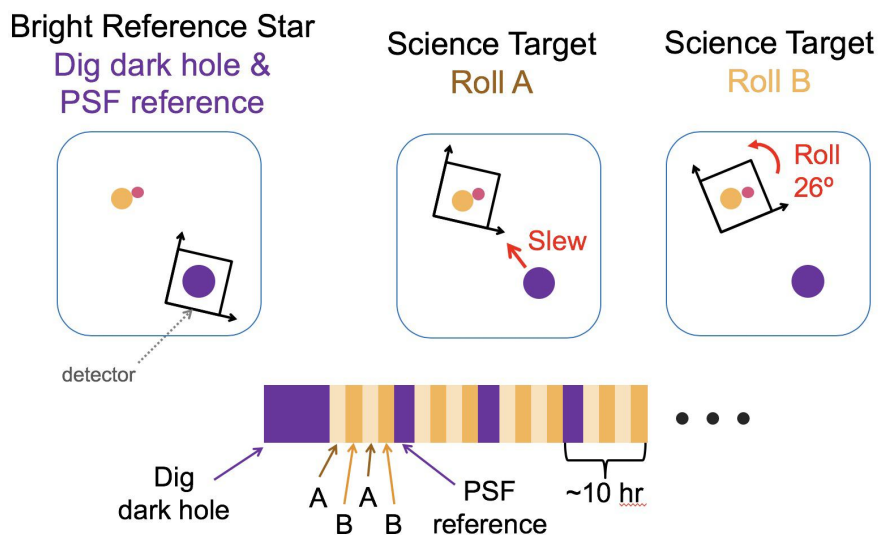 Bright Reference Star
Dig dark hole &
PSF reference
Science Target
Roll A
Science Target
Roll B
Roll
26º
Slew
detector
Dig
dark hole
A
B
A
B
PSF
reference
~10 hr